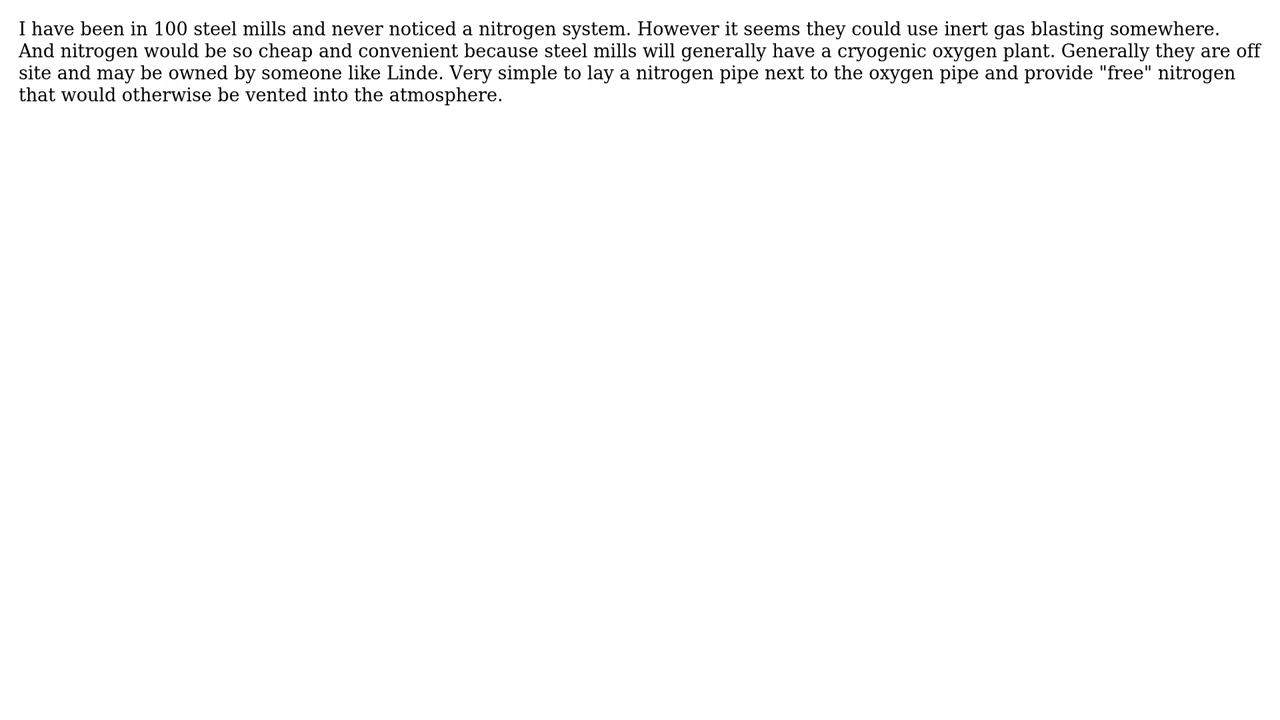 I have been in 100 steel mills and never noticed a nitrogen system. However it seems they could use inert gas blasting somewhere.
And nitrogen would be so cheap and convenient because steel mills will generally have a cryogenic oxygen plant. Generally they are off
site and may be owned by someone like Linde. Very simple to lay a nitrogen pipe next to the oxygen pipe and provide "free" nitrogen
that would otherwise be vented into the atmosphere.